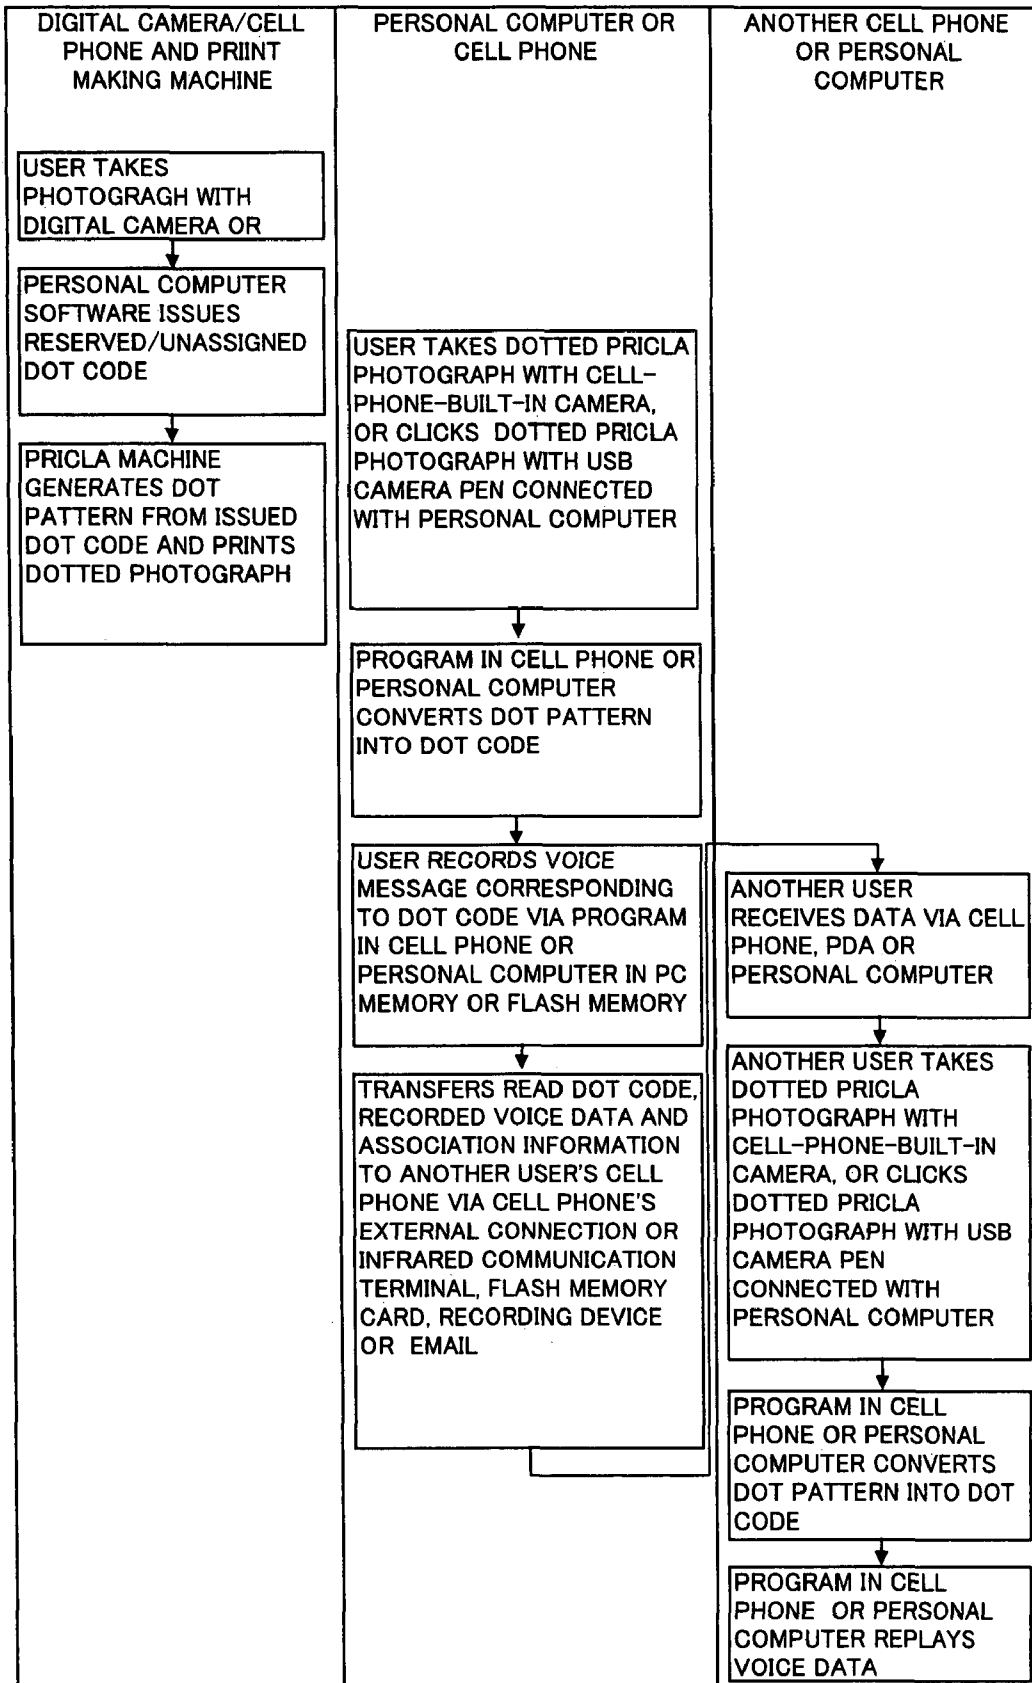 DIGITAL CAMERA/CELL
PHONE AND PRIINT
MAKING MACHINE
USER TAKES
PHOTOGRAGH WITH
DIGITAL CAMERA OR
PERSONAL COMPUTER
SOFTWARE ISSUES
RESERVED/UNASSIGNED
DOT CODE
PRICLA MACHINE
GENERATES DOT
PATTERN FROM ISSUED
DOT CODE AND PRINTS
DOTTED PHOTOGRAPH
PERSONAL COMPUTER OR
CELL PHONE
USER TAKES DOTTED PRICLA
PHOTOGRAPH WITH CELL-
PHONE-BUILT-IN CAMERA,
OR CLICKS DOTTED PRICLA
PHOTOGRAPH WITH USB
CAMERA PEN CONNECTED
WITH PERSONAL COMPUTER
PROGRAM IN CELL PHONE OR
PERSONAL COMPUTER
CONVERTS DOT PATTERN
INTO DOT CODE
USER RECORDS VOICE
MESSAGE CORRESPONDING
TO DOT CODE VIA PROGRAM
IN CELL PHONE OR
PERSONAL COMPUTER IN PC
MEMORY OR FLASH MEMORY
TRANSFERS READ DOT CODE,
RECORDED VOICE DATA AND
ASSOCIATION INFORMATION
TO ANOTHER USER'S CELL
PHONE VIA CELL PHONE'S
EXTERNAL CONNECTION OR
INFRARED COMMUNICATION
TERMINAL, FLASH MEMORY
CARD, RECORDING DEVICE
OR EMAIL
ANOTHER CELL PHONE
OR PERSONAL
COMPUTER
ANOTHER USER
RECEIVES DATA VIA CELL
PHONE, PDA OR
PERSONAL COMPUTER
ANOTHER USER TAKES
DOTTED PRICLA
PHOTOGRAPH WITH
CELL-PHONE-BUILT-IN
CAMERA, OR CLICKS
DOTTED PRICLA
PHOTOGRAPH WITH USB
CAMERA PEN
CONNECTED WITH
PERSONAL COMPUTER
PROGRAM IN CELL
PHONE OR PERSONAL
COMPUTER CONVERTS
DOT PATTERN INTO DOT
CODE
PROGRAM IN CELL
PHONE OR PERSONAL
COMPUTER REPLAYS
VOICE DATA